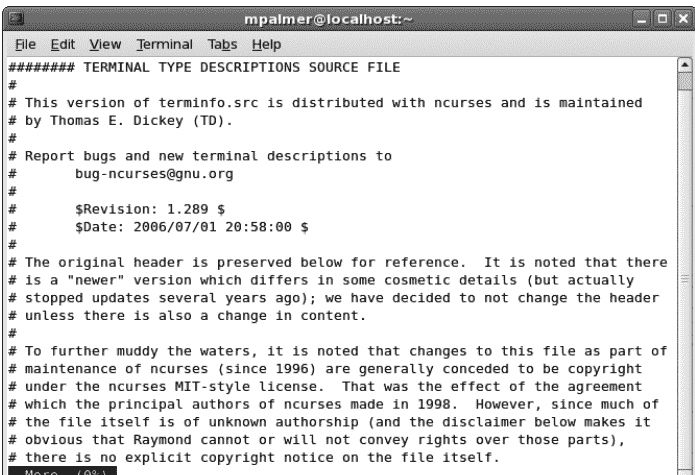 mpalmer@localhost:~
File Edit View Terminal Tabs Help
######## TERMINAL TYPE DESCRIPTIONS SOURCE FILE
#
# This version of terminfo.src is distributed with ncurses and is maintained
# by Thomas E. Dickey (TD).
#
# Report bugs and new terminal descriptions to
#       bug-ncurses@gnu.org
#
#       $Revision: 1.289 $
#       $Date: 2006/07/01 20:58:00 $
#
# The original header is preserved below for reference.  It is noted that there
# is a "newer" version which differs in some cosmetic details (but actually
# stopped updates several years ago); we have decided to not change the header
# unless there is also a change in content.
#
# To further muddy the waters, it is noted that changes to this file as part of
# maintenance of ncurses (since 1996) are generally conceded to be copyright
# under the ncurses MIT-style license.  That was the effect of the agreement
# which the principal authors of ncurses made in 1998.  However, since much of
# the file itself is of unknown authorship (and the disclaimer below makes it
# obvious that Raymond cannot or will not convey rights over those parts),
# there is no explicit copyright notice on the file itself.
--More--(0%)